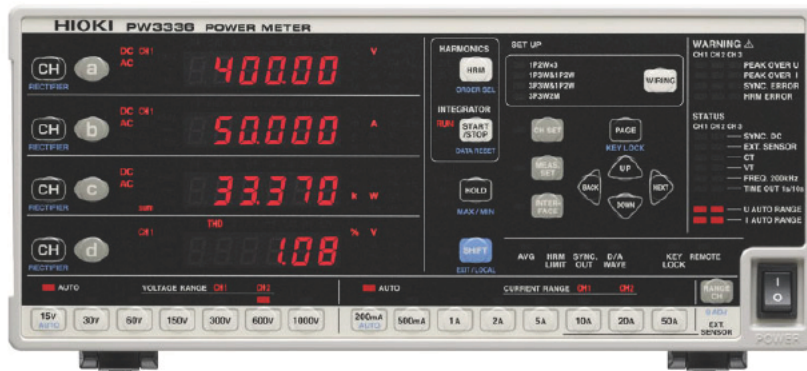 HIOKI PW3336 POWER METER
CH a DC CH1 AC 400.00 V
RECTIFIER
CH b DC CH1 AC 50.000 A
RECTIFIER
CH c DC AC SUM 33.370 k W
RECTIFIER
CH d CH1 THD 1.08 % V
RECTIFIER
HARMONICS
HRM
ORDER SEL
INTEGRATOR
RUN START /STOP
DATA RESET
HOLD
MAX/MIN
SHIFT
EXIT/LOCAL
SET UP
1P2W×3
1P3W&1P2W
3P3W&1P2W
3P3W2M
WIRING
CH SET
PAGE
KEY LOCK
MEAS. SET
UP
BACK
NEXT
INTER-FACE
DOWN
AVG HRM LIMIT SYNC. OUT D/A WAVE KEY LOCK REMOTE
WARNING ⚠
CH1 CH2 CH3
PEAK OVER U
PEAK OVER I
SYNC. ERROR
HRM ERROR
STATUS
CH1 CH2 CH3
SYNC. DC
EXT. SENSOR
CT
VT
FREQ. 200kHz
TIME OUT 1s/10s
U AUTO RANGE
I AUTO RANGE
AUTO VOLTAGE RANGE CH1 CH2
15V AUTO 30V 60V 150V 300V 600V 1000V
AUTO CURRENT RANGE CH1 CH2
200mA AUTO 500mA 1A 2A 5A 10A 20A 50A
RANGE CH
0 ADJ
EXT. SENSOR
I
O
POWER